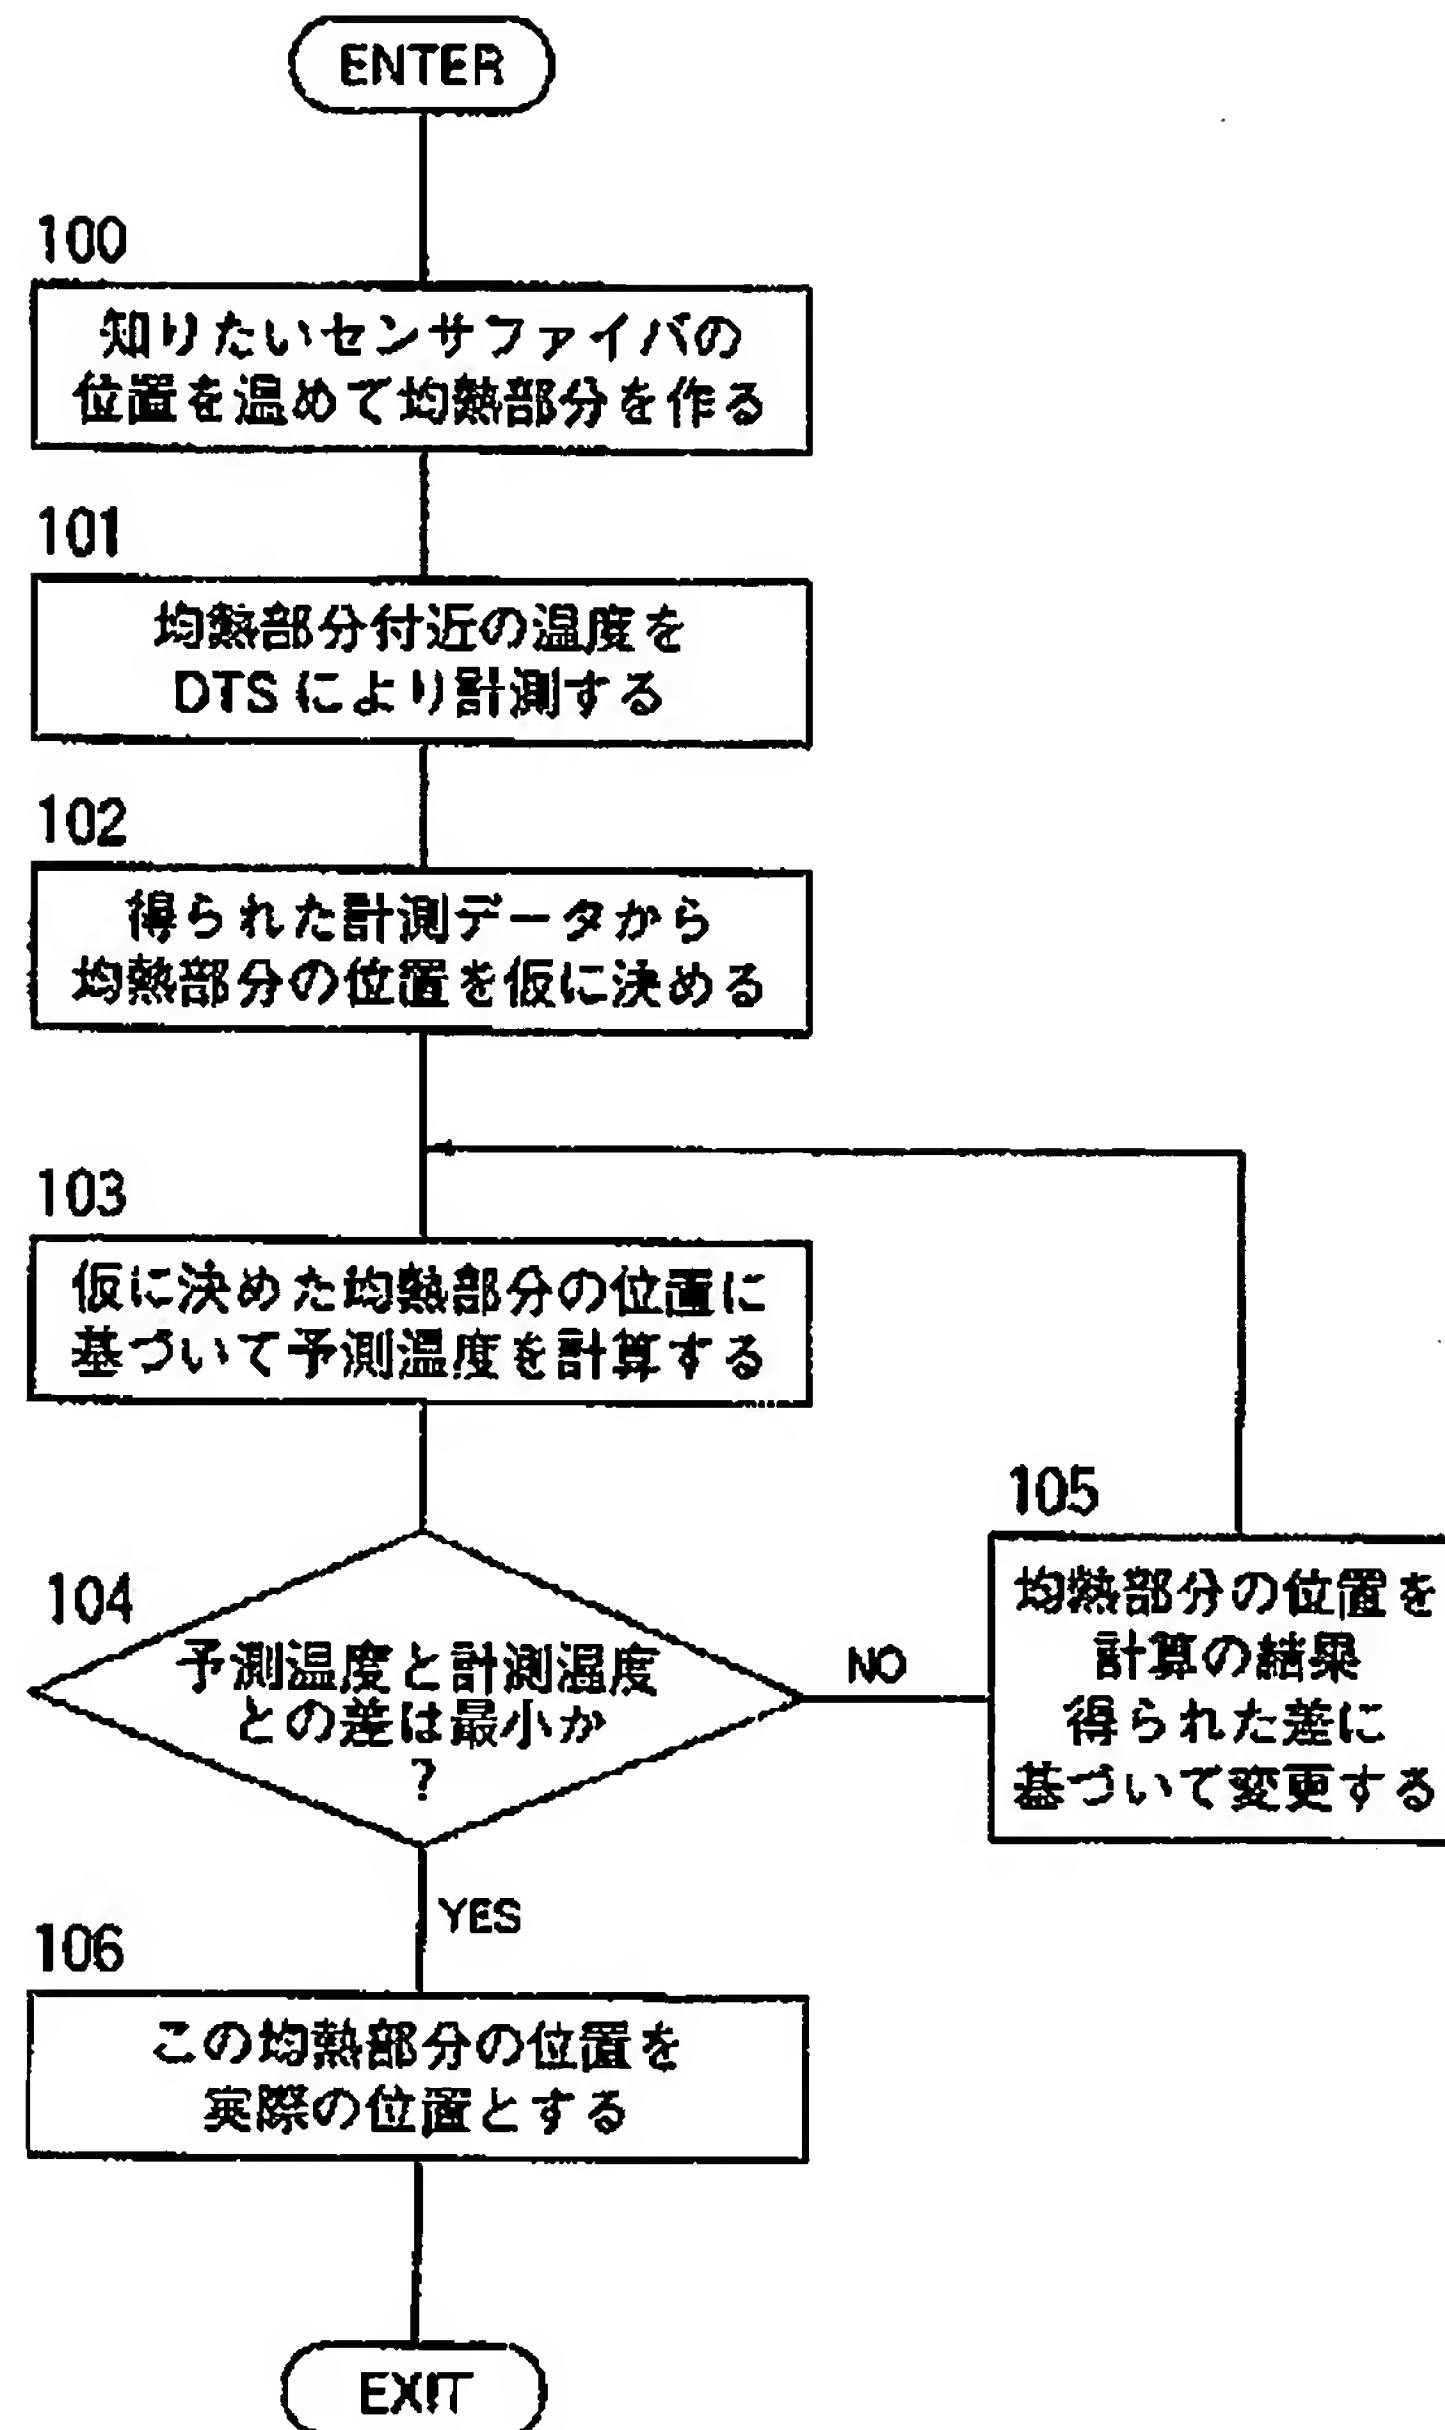 ENTER
100
知りたいセンサファイバの
位置を温めて均熱部分を作る
101
均熱部分付近の温度を
DTSにより計測する
102
得られた計測データから
均熱部分の位置を仮に決める
103
仮に決めた均熱部分の位置に
基づいて予測温度を計算する
104
予測温度と計測温度
との差は最小か
?
NO
105
均熱部分の位置を
計算の結果
得られた差に
基づいて変更する
YES
106
この均熱部分の位置を
実際の位置とする
EXIT